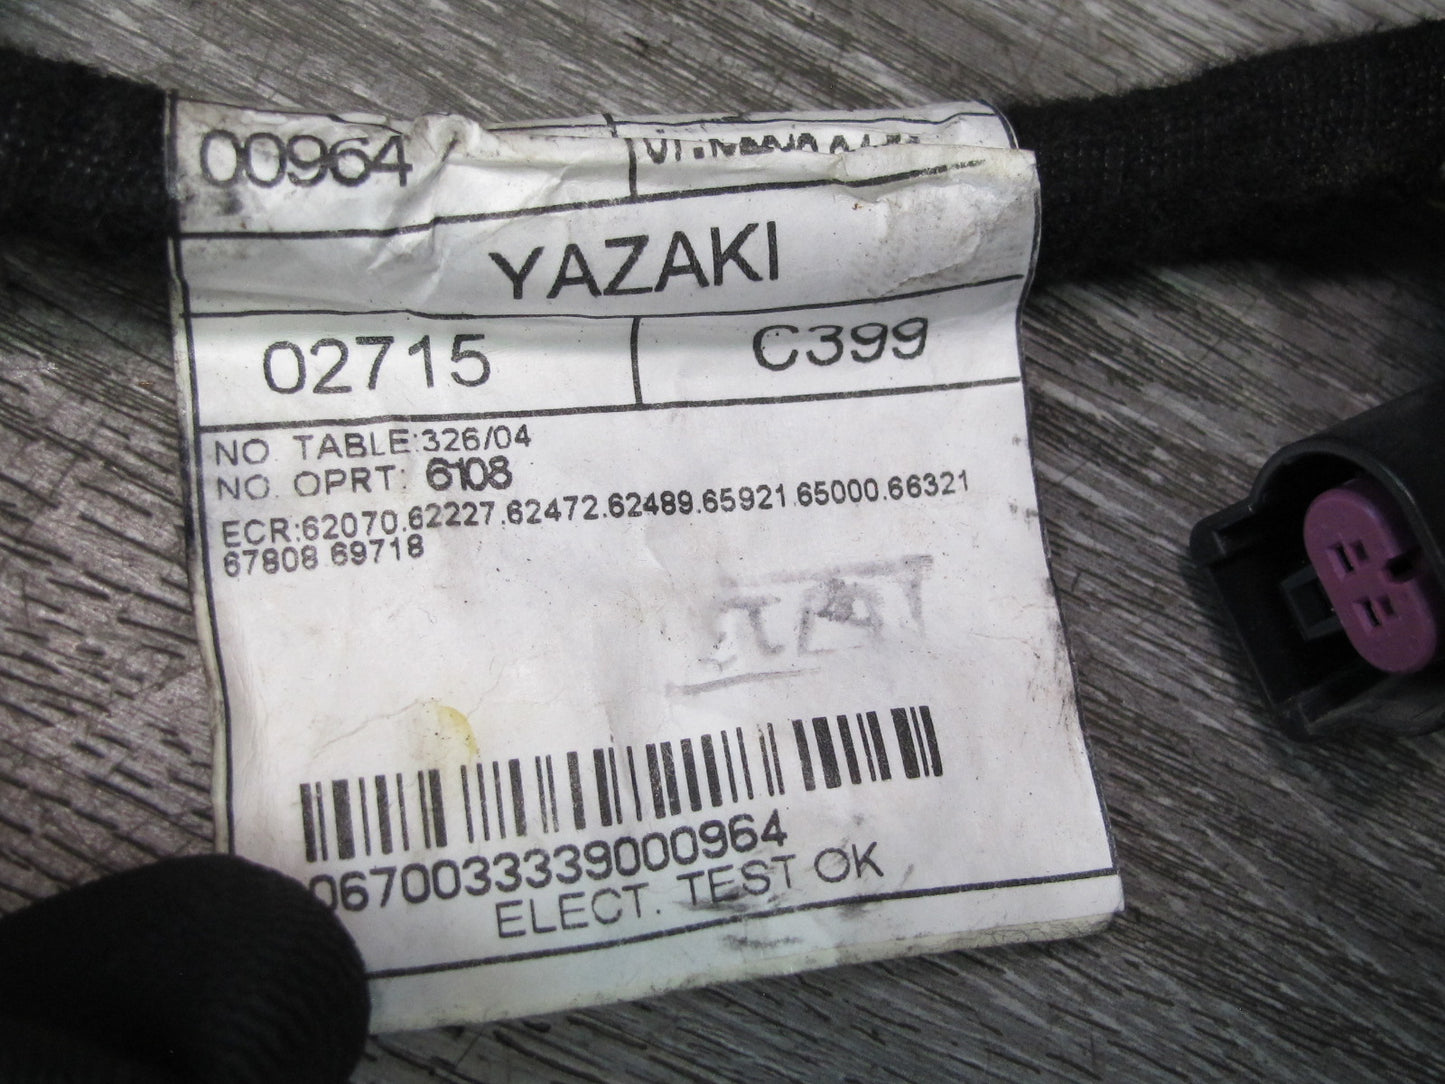 00964
YAZAKI
02715 C399
NO. TABLE:326/04
NO. OPRT: 6108
ECR:62070.62227.62472.62489.65921.65000.66321
67808.69718
0670033339000964
ELECT. TEST OK